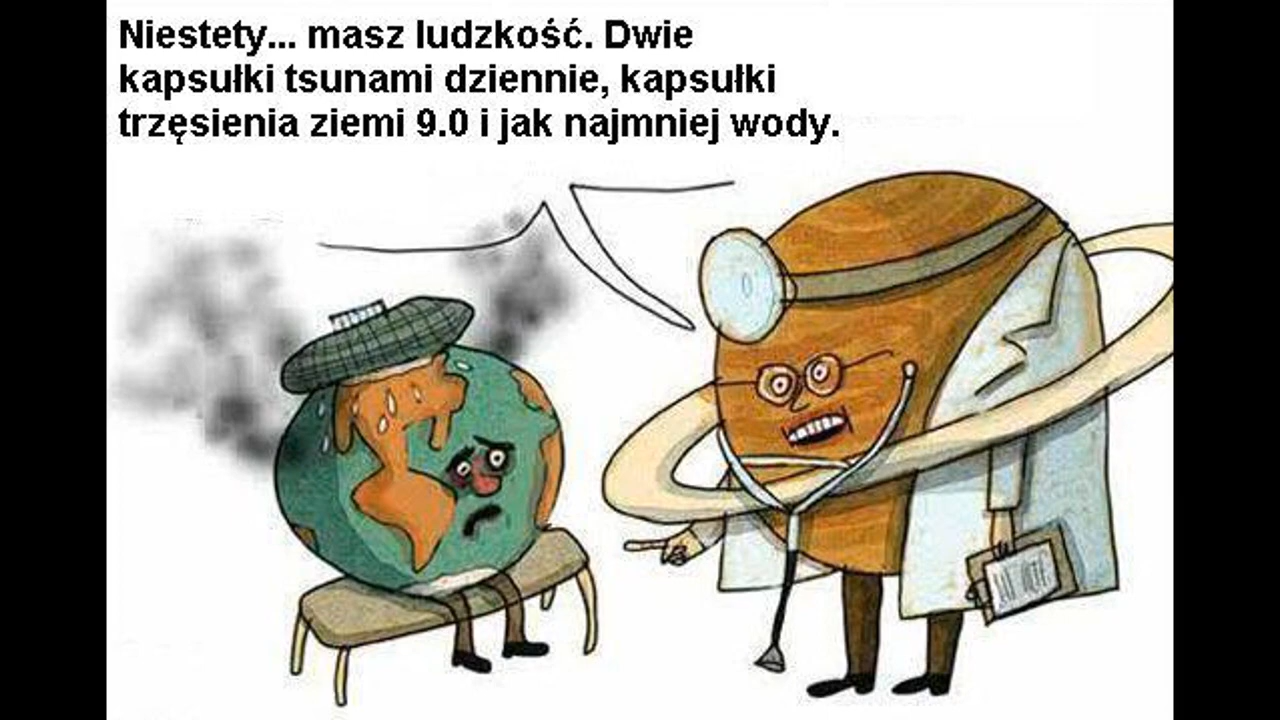 Niestety... masz ludzkość. Dwie
kapsułki tsunami dziennie, kapsułki
trzęsienia ziemi 9.0 i jak najmniej wody.